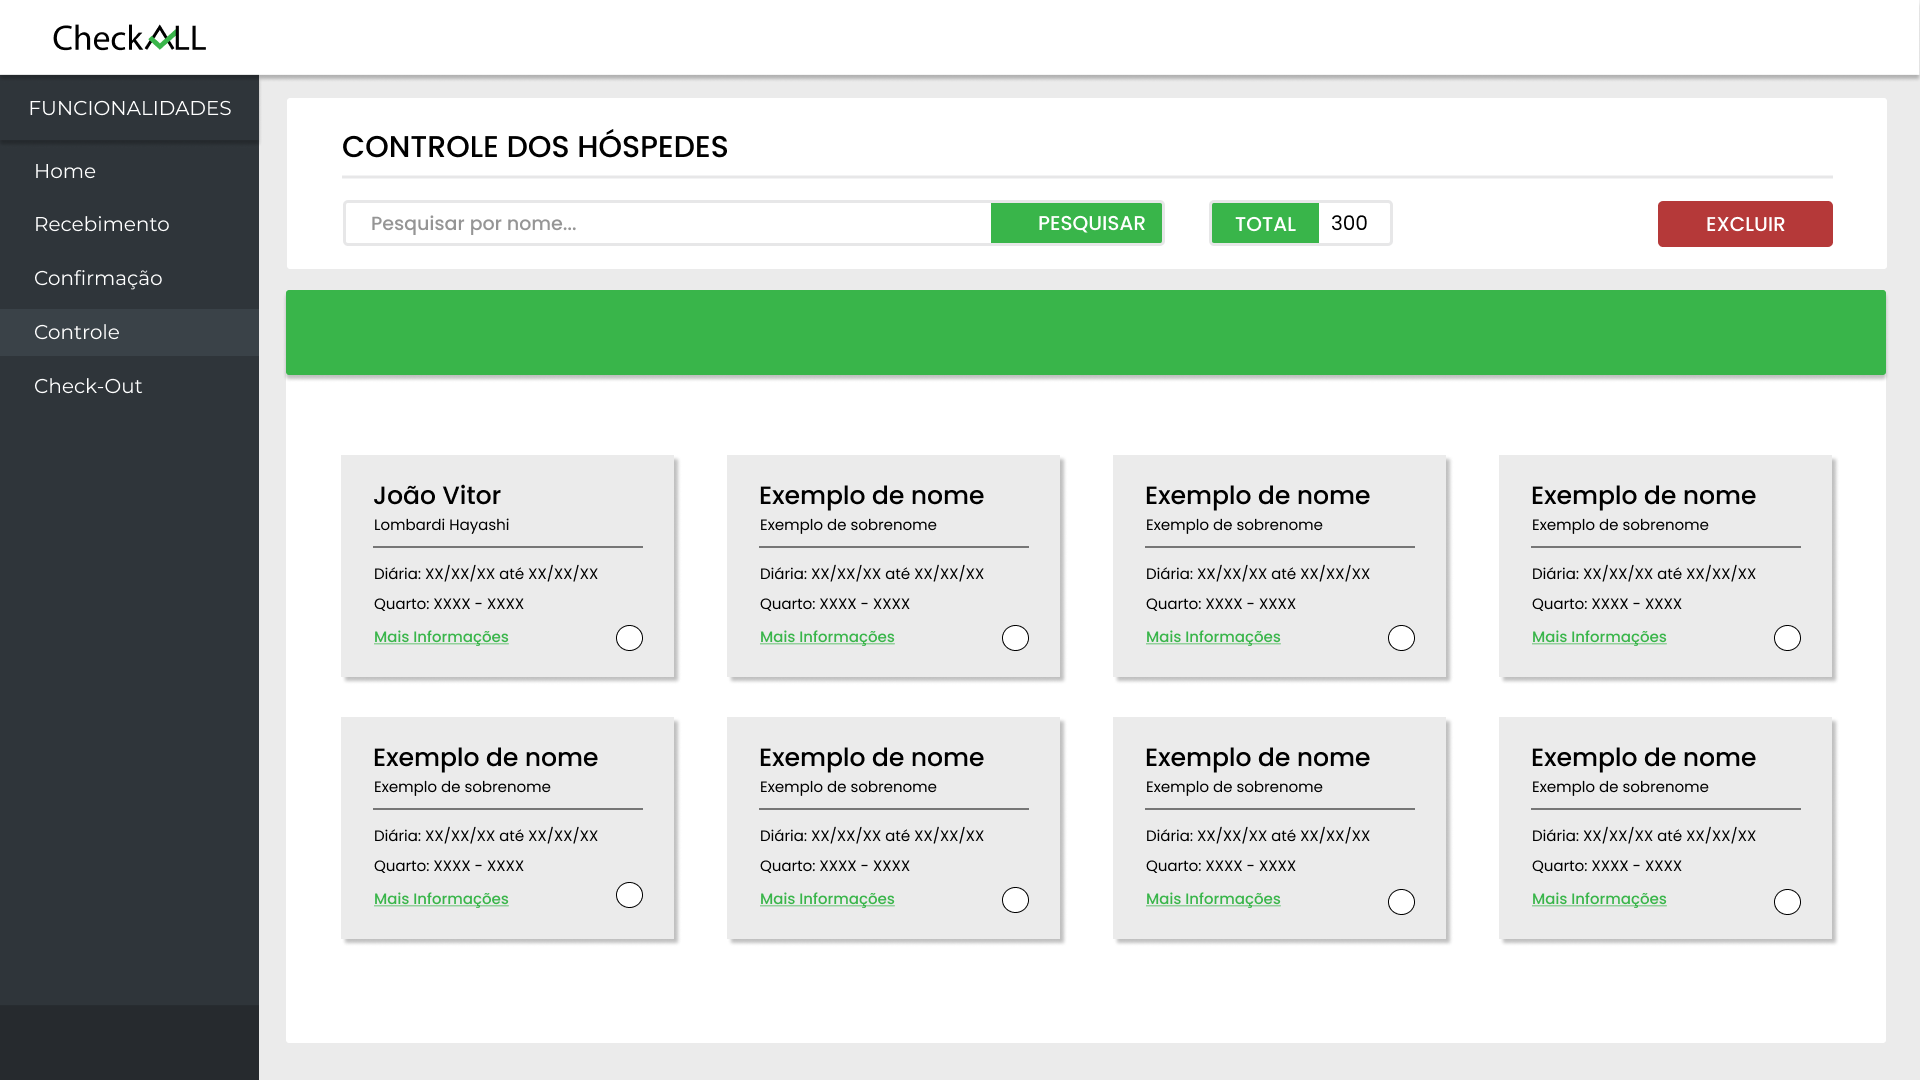 CheckALL
FUNCIONALIDADES
Home
Recebimento
Confirmação
Controle
Check-Out
CONTROLE DOS HÓSPEDES
Pesquisar por nome...
PESQUISAR
TOTAL
300
EXCLUIR
João Vitor
Lombardi Hayashi
Diária: XX/XX/XX até XX/XX/XX
Quarto: XXXX - XXXX
Mais Informações
Exemplo de nome
Exemplo de sobrenome
Diária: XX/XX/XX até XX/XX/XX
Quarto: XXXX - XXXX
Mais Informações
Exemplo de nome
Exemplo de sobrenome
Diária: XX/XX/XX até XX/XX/XX
Quarto: XXXX - XXXX
Mais Informações
Exemplo de nome
Exemplo de sobrenome
Diária: XX/XX/XX até XX/XX/XX
Quarto: XXXX - XXXX
Mais Informações
Exemplo de nome
Exemplo de sobrenome
Diária: XX/XX/XX até XX/XX/XX
Quarto: XXXX - XXXX
Mais Informações
Exemplo de nome
Exemplo de sobrenome
Diária: XX/XX/XX até XX/XX/XX
Quarto: XXXX - XXXX
Mais Informações
Exemplo de nome
Exemplo de sobrenome
Diária: XX/XX/XX até XX/XX/XX
Quarto: XXXX - XXXX
Mais Informações
Exemplo de nome
Exemplo de sobrenome
Diária: XX/XX/XX até XX/XX/XX
Quarto: XXXX - XXXX
Mais Informações